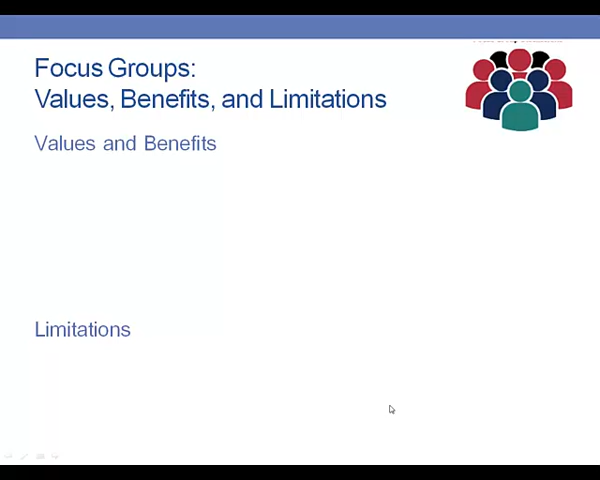 Focus Groups:
Values, Benefits, and Limitations
Values and Benefits
Limitations